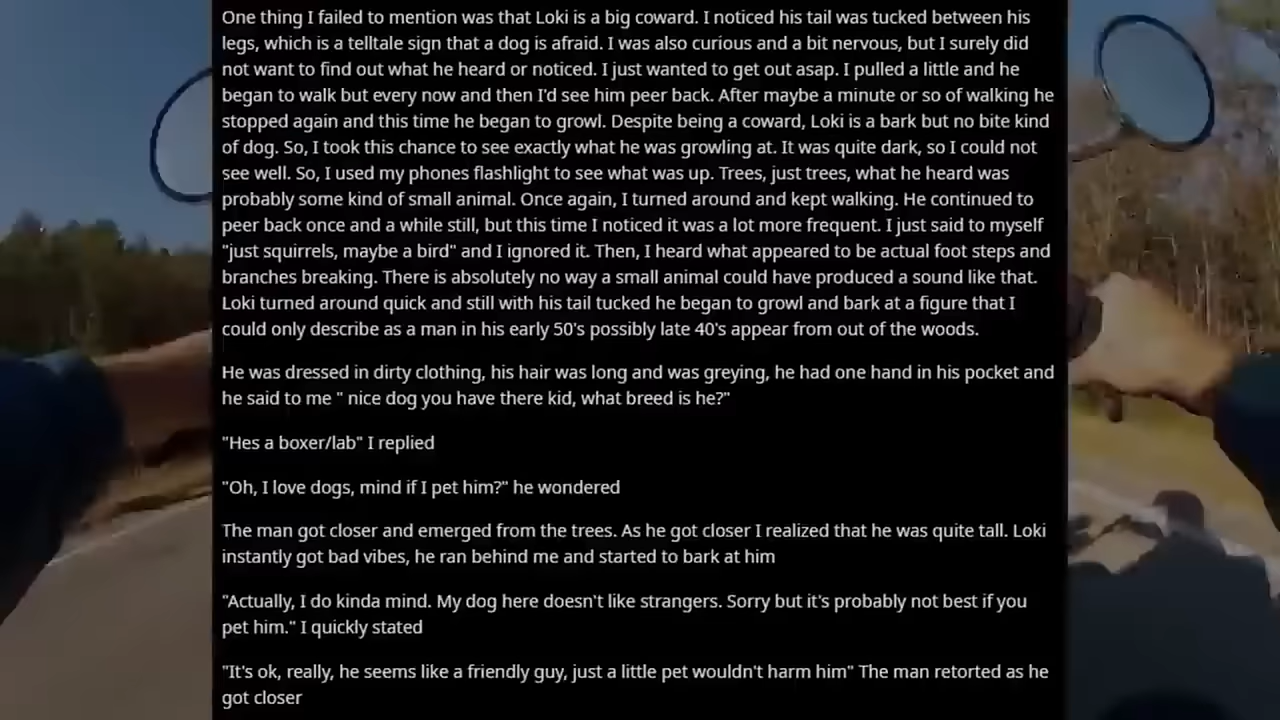 One thing I failed to mention was that Loki is a big coward. I noticed his tail was tucked between his
legs, which is a telltale sign that a dog is afraid. I was also curious and a bit nervous, but I surely did
not want to find out what he heard or noticed. I just wanted to get out asap. I pulled a little and he
began to walk but every now and then I'd see him peer back. After maybe a minute or so of walking he
stopped again and this time he began to growl. Despite being a coward, Loki is a bark but no bite kind
of dog. So, I took this chance to see exactly what he was growling at. It was quite dark, so I could not
see well. So, I used my phones flashlight to see what was up. Trees, just trees, what he heard was
probably some kind of small animal. Once again, I turned around and kept walking. He continued to
peer back once and a while still, but this time I noticed it was a lot more frequent. I just said to myself
"just squirrels, maybe a bird" and I ignored it. Then, I heard what appeared to be actual foot steps and
branches breaking. There is absolutely no way a small animal could have produced a sound like that.
Loki turned around quick and still with his tail tucked he began to growl and bark at a figure that I
could only describe as a man in his early 50's possibly late 40's appear from out of the woods.
He was dressed in dirty clothing, his hair was long and was greying, he had one hand in his pocket and
he said to me " nice dog you have there kid, what breed is he?"
"Hes a boxer/lab" I replied
"Oh, I love dogs, mind if I pet him?" he wondered
The man got closer and emerged from the trees. As he got closer I realized that he was quite tall. Loki
instantly got bad vibes, he ran behind me and started to bark at him
"Actually, I do kinda mind. My dog here doesn't like strangers. Sorry but it's probably not best if you
pet him." I quickly stated
"It's ok, really, he seems like a friendly guy, just a little pet wouldn't harm him" The man retorted as he
got closer